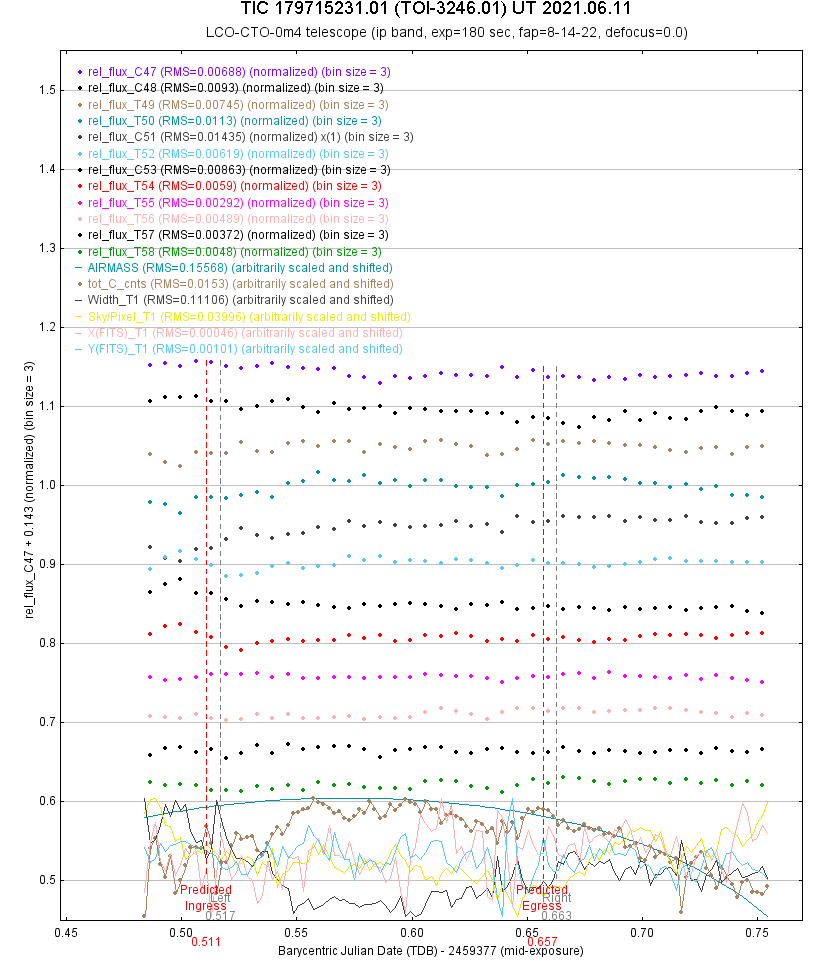 TIC 179715231.01 (TOI-3246.01) UT 2021.06.11
LCO-CTO-0m4 telescope (ip band, exp=180 sec, fap=8-14-22, defocus=0.0)
rel_flux_C47 (RMS=0.00688) (normalized) (bin size = 3)
rel_flux_C48 (RMS=0.0093) (normalized) (bin size = 3)
rel_flux_T49 (RMS=0.00745) (normalized) (bin size = 3)
rel_flux_T50 (RMS=0.0113) (normalized) (bin size = 3)
rel_flux_C51 (RMS=0.01435) (normalized) x(1) (bin size = 3)
rel_flux_T52 (RMS=0.00619) (normalized) (bin size = 3)
rel_flux_C53 (RMS=0.00863) (normalized) (bin size = 3)
rel_flux_T54 (RMS=0.0059) (normalized) (bin size = 3)
rel_flux_T55 (RMS=0.00292) (normalized) (bin size = 3)
rel_flux_T56 (RMS=0.00489) (normalized) (bin size = 3)
rel_flux_T57 (RMS=0.00372) (normalized) (bin size = 3)
rel_flux_T58 (RMS=0.0048) (normalized) (bin size = 3)
AIRMASS (RMS=0.15568) (arbitrarily scaled and shifted)
tot_C_cnts (RMS=0.0153) (arbitrarily scaled and shifted)
Width_T1 (RMS=0.11106) (arbitrarily scaled and shifted)
Sky/Pixel_T1 (RMS=0.03996) (arbitrarily scaled and shifted)
X(FITS)_T1 (RMS=0.00046) (arbitrarily scaled and shifted)
Y(FITS)_T1 (RMS=0.00101) (arbitrarily scaled and shifted)
1.5
1.4
1.3
1.2
1.1
1.0
0.9
0.8
0.7
0.6
0.5
rel_flux_C47 + 0.143 (normalized) (bin size = 3)
Predicted
Ingress
0.511
Left
0.517
Predicted
Egress
0.657
Right
0.663
0.45
0.50
0.55
0.60
0.65
0.70
0.75
Barycentric Julian Date (TDB) - 2459377 (mid-exposure)